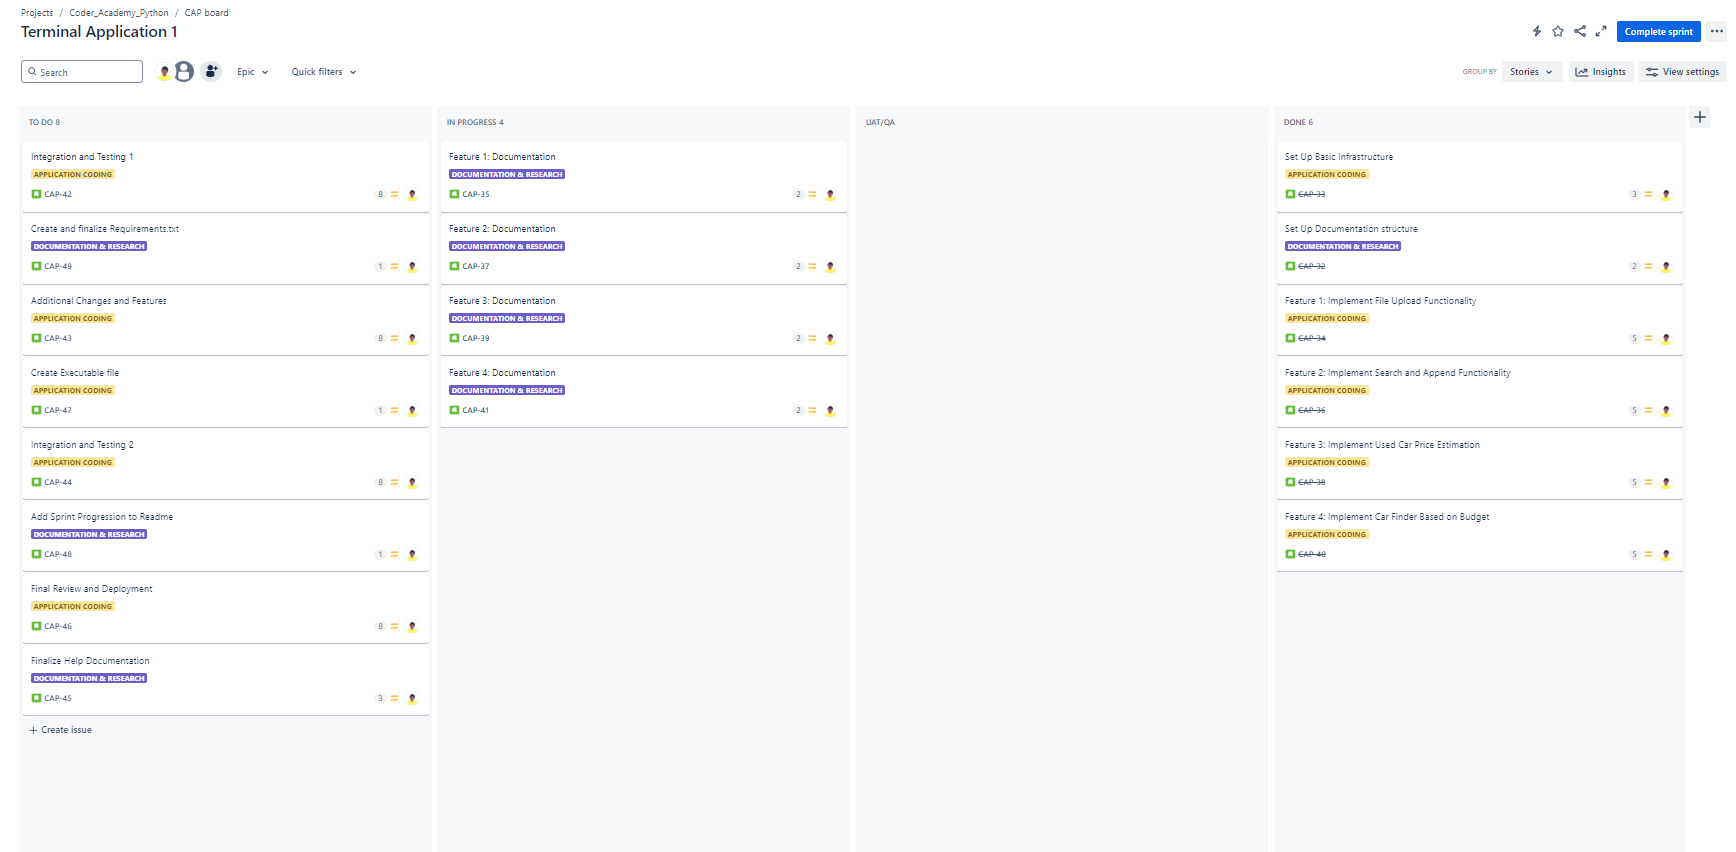 Projects / Coder_Academy_Python / CAP board
Terminal Application 1
Complete sprint
Search
Epic
Quick filters
GROUP BY
Stories
Insights
View settings
TO DO 8
Integration and Testing 1
APPLICATION CODING
CAP-42
8
Create and finalize Requirements.txt
DOCUMENTATION & RESEARCH
CAP-49
1
Additional Changes and Features
APPLICATION CODING
CAP-43
8
Create Executable file
APPLICATION CODING
CAP-47
1
Integration and Testing 2
APPLICATION CODING
CAP-44
8
Add Sprint Progression to Readme
DOCUMENTATION & RESEARCH
CAP-48
1
Final Review and Deployment
APPLICATION CODING
CAP-46
8
Finalize Help Documentation
DOCUMENTATION & RESEARCH
CAP-45
3
+ Create issue
IN PROGRESS 4
Feature 1: Documentation
DOCUMENTATION & RESEARCH
CAP-35
2
Feature 2: Documentation
DOCUMENTATION & RESEARCH
CAP-37
2
Feature 3: Documentation
DOCUMENTATION & RESEARCH
CAP-39
2
Feature 4: Documentation
DOCUMENTATION & RESEARCH
CAP-41
2
UAT/QA
DONE 6
Set Up Basic Infrastructure
APPLICATION CODING
CAP-33
3
Set Up Documentation structure
DOCUMENTATION & RESEARCH
CAP-32
2
Feature 1: Implement File Upload Functionality
APPLICATION CODING
CAP-34
5
Feature 2: Implement Search and Append Functionality
APPLICATION CODING
CAP-36
5
Feature 3: Implement Used Car Price Estimation
APPLICATION CODING
CAP-38
5
Feature 4: Implement Car Finder Based on Budget
APPLICATION CODING
CAP-40
5